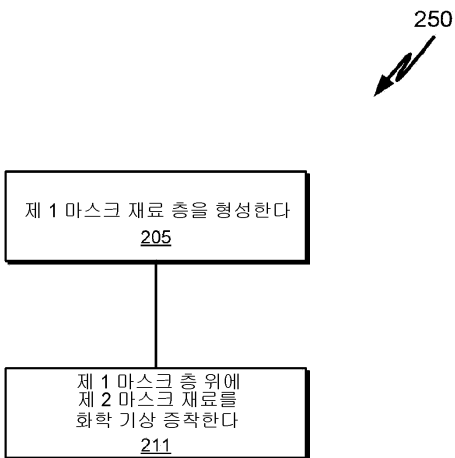 250
제 1 마스크 재료 층을 형성한다
205
제 1 마스크 층 위에
제 2 마스크 재료를
화학 기상 증착한다
211